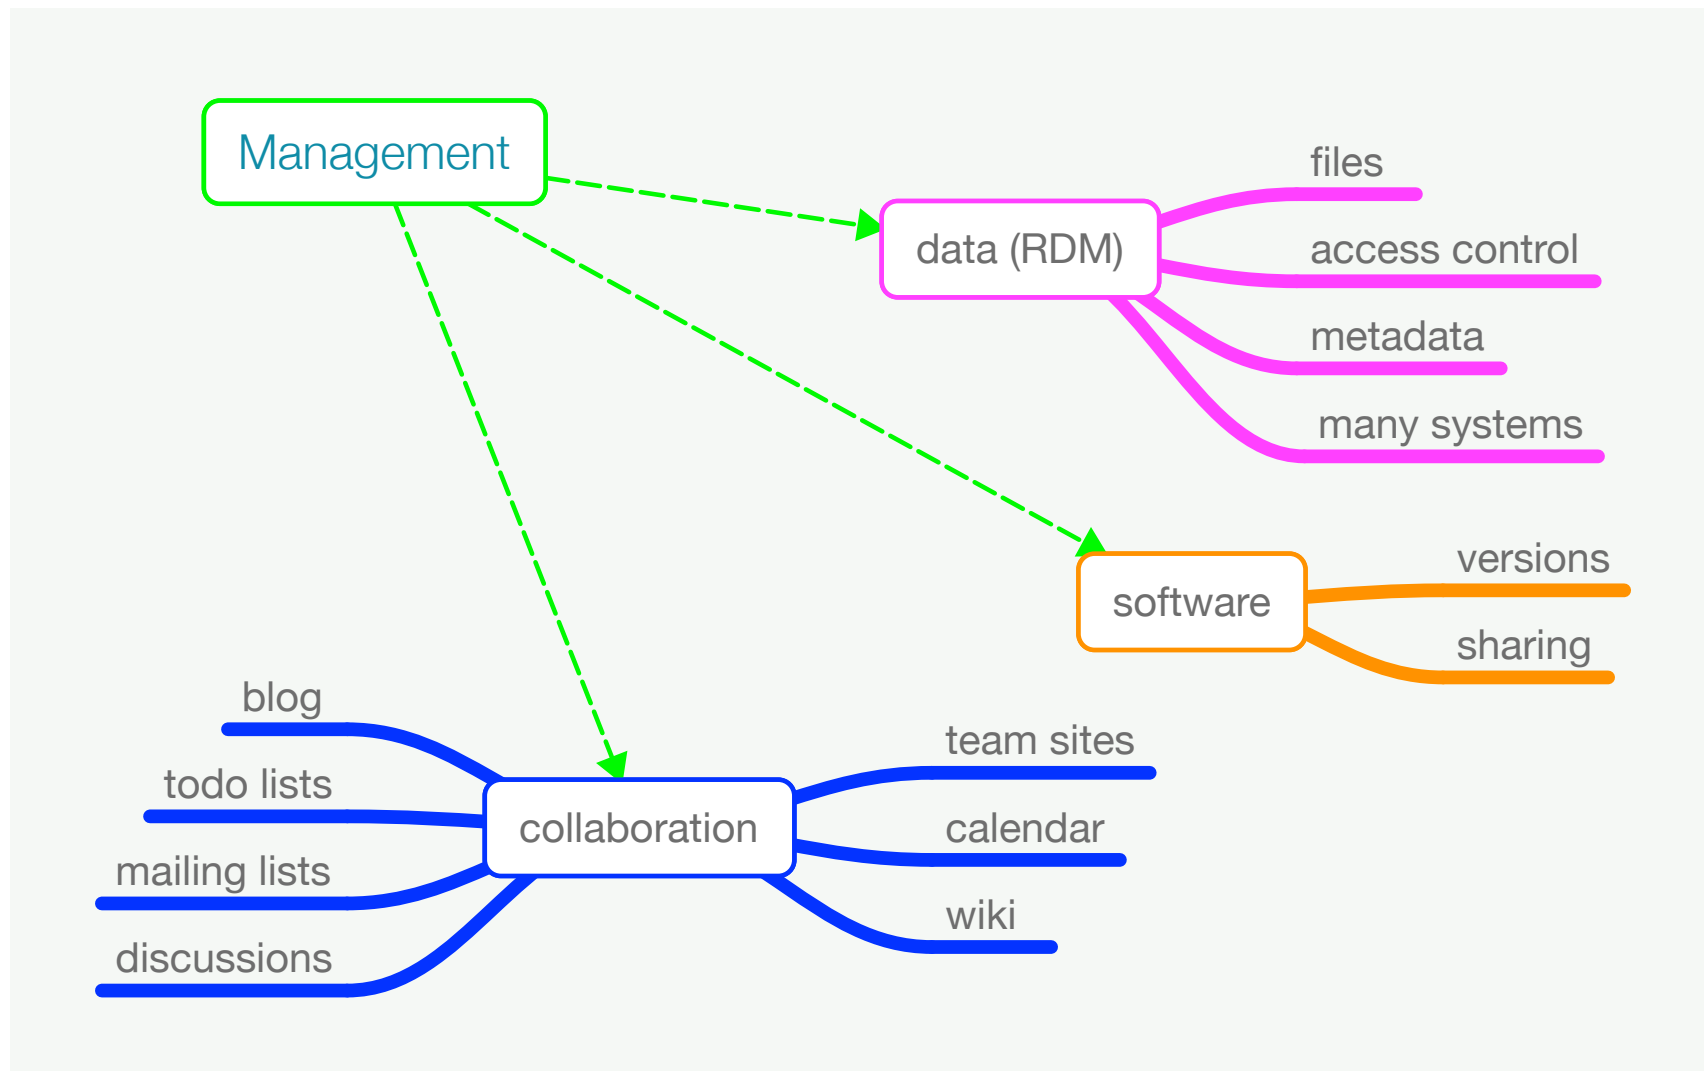 Management
data (RDM)
files
access control
metadata
many systems
software
versions
sharing
collaboration
blog
todo lists
mailing lists
discussions
team sites
calendar
wiki